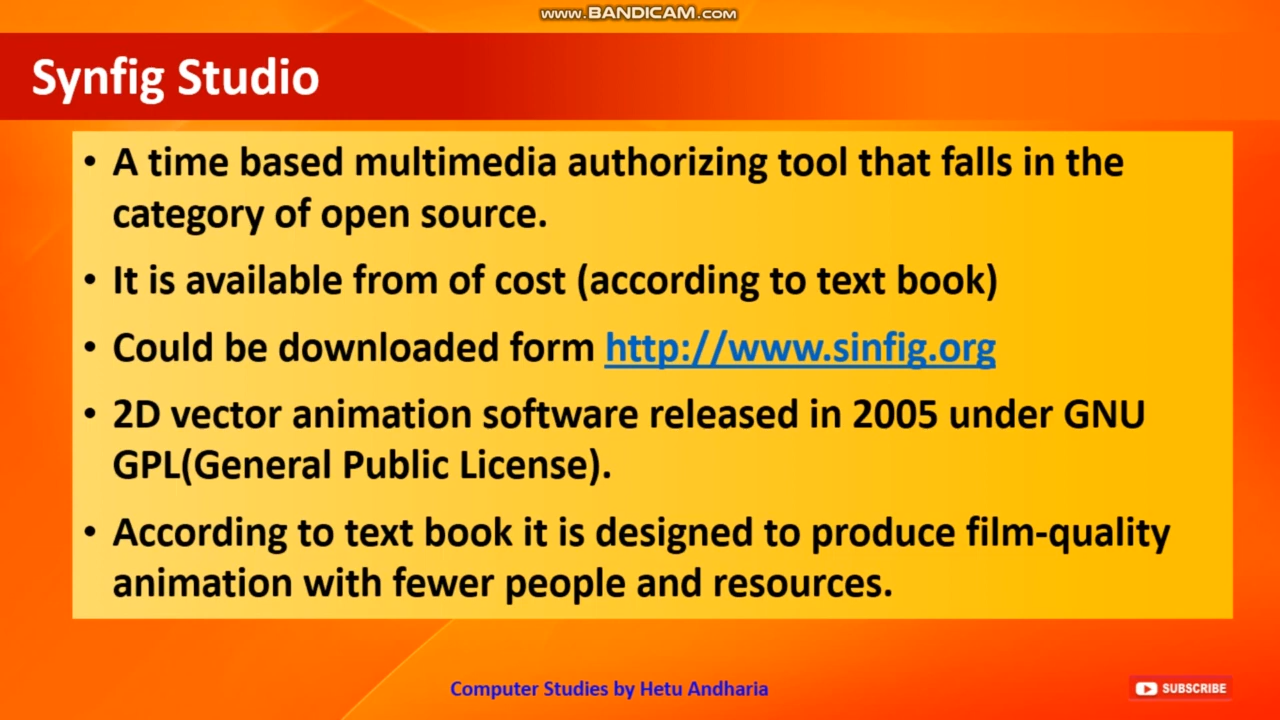 www.BANDICAM.com
Synfig Studio
• A time based multimedia authorizing tool that falls in the
category of open source.
• It is available from of cost (according to text book)
• Could be downloaded form http://www.sinfig.org
• 2D vector animation software released in 2005 under GNU
GPL(General Public License).
• According to text book it is designed to produce film-quality
animation with fewer people and resources.
Computer Studies by Hetu Andharia
SUBSCRIBE